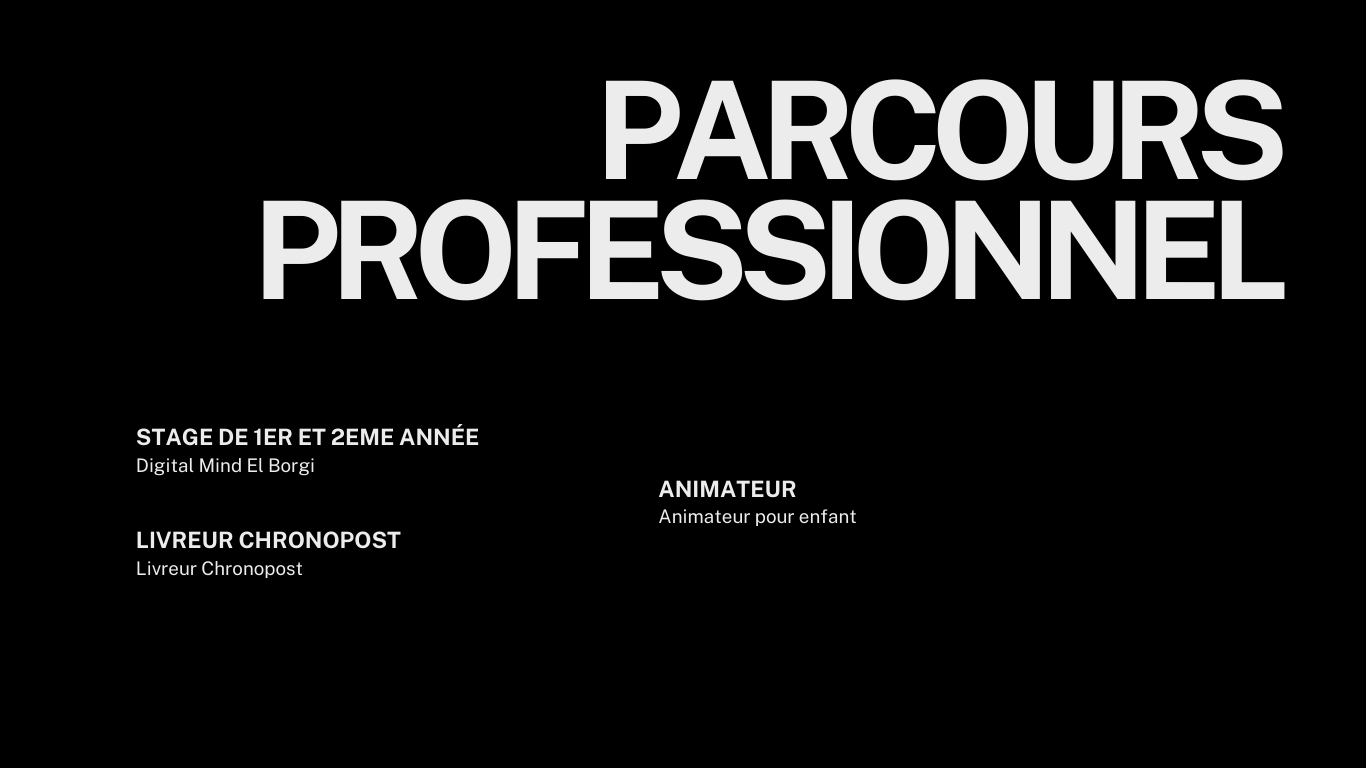 PARCOURS
PROFESSIONNEL
STAGE DE 1ER ET 2EME ANNÉE
Digital Mind El Borgi
LIVREUR CHRONOPOST
Livreur Chronopost
ANIMATEUR
Animateur pour enfant